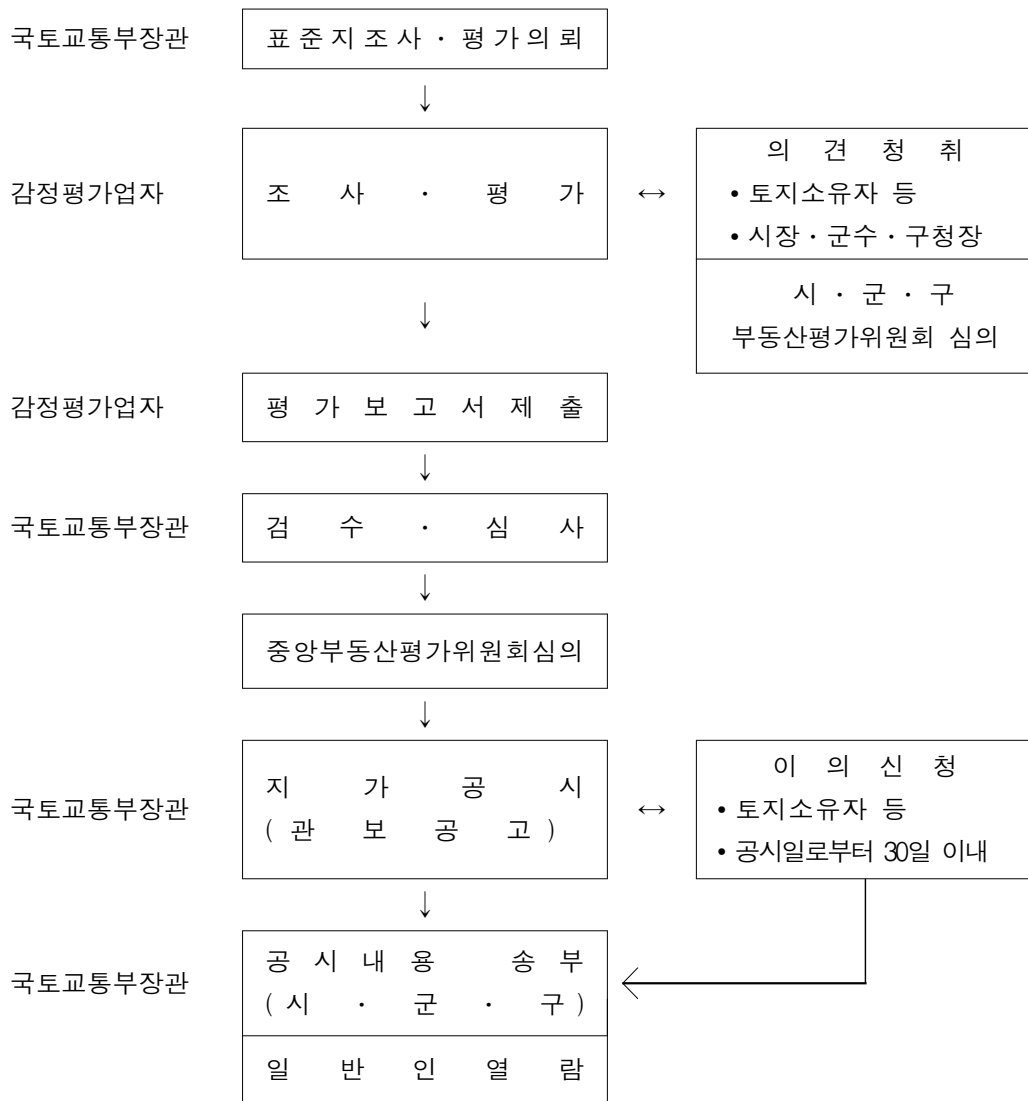 국토교통부장관
표준지조사・평가의뢰
↓
감정평가업자
조 사 ・ 평 가
↔
의 견 청 취
• 토지소유자 등
• 시장・군수・구청장
시 ・ 군 ・ 구
부동산평가위원회 심의
↓
감정평가업자
평 가 보 고 서 제 출
↓
국토교통부장관
검 수 ・ 심 사
↓
중앙부동산평가위원회심의
↓
국토교통부장관
지 가 공 시
( 관 보 공 고 )
↔
이 의 신 청
• 토지소유자 등
• 공시일로부터 30일 이내
↓
국토교통부장관
공 시 내 용 송 부
( 시 ・ 군 ・ 구 )
일 반 인 열 람